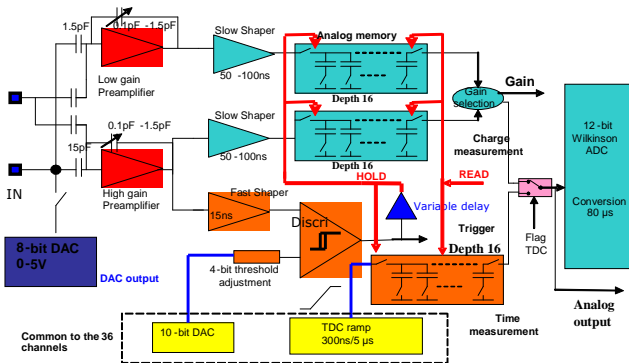 1.5pF
0.1pF -1.5pF
Low gain
Preamplifier
Slow Shaper
50 -100ns
Analog memory
Depth 16
Gain
selection
Gain
15pF
0.1pF -1.5pF
High gain
Preamplifier
IN
Slow Shaper
50-100ns
Depth 16
Charge
measurement
12-bit
Wilkinson
ADC
Conversion
80 µs
HOLD
READ
Fast Shaper
15ns
Discri
Variable delay
Trigger
Depth 16
Flag
TDC
8-bit DAC
0-5V
DAC output
4-bit threshold
adjustment
Time
measurement
Analog
output
Common to the 36
channels
10-bit DAC
TDC ramp
300ns/5 µs